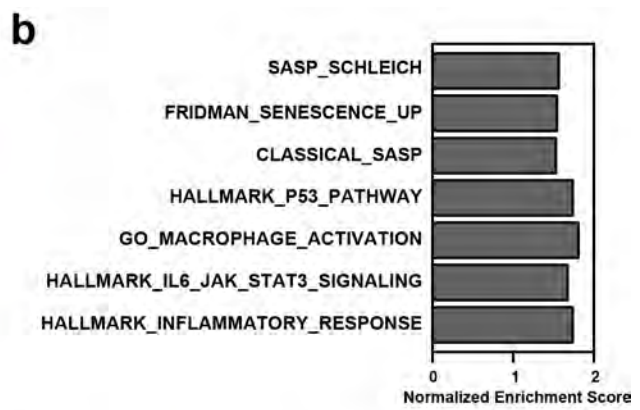 b
SASP_SCHLEICH
FRIDMAN_SENESCENCE_UP
CLASSICAL_SASP
HALLMARK_P53_PATHWAY
GO_MACROPHAGE_ACTIVATION
HALLMARK_IL6_JAK_STAT3_SIGNALING
HALLMARK_INFLAMMATORY_RESPONSE
0 1 2
Normalized Enrichment Score